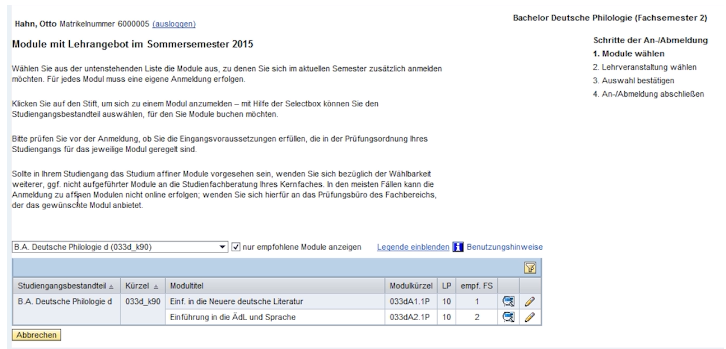 Hahn, Otto Matrikelnummer 6000005 (ausloggen)
Bachelor Deutsche Philologie (Fachsemester 2)
Module mit Lehrangebot im Sommersemester 2015
Schritte der An-/Abmeldung
1. Module wählen
2. Lehrveranstaltung wählen
3. Auswahl bestätigen
4. An-/Abmeldung abschließen
Wählen Sie aus der untenstehenden Liste die Module aus, zu denen Sie sich im aktuellen Semester zusätzlich anmelden
möchten. Für jedes Modul muss eine eigene Anmeldung erfolgen.
Klicken Sie auf den Stift, um sich zu einem Modul anzumelden – mit Hilfe der Selectbox können Sie den
Studiengangsbestandteil auswählen, für den Sie Module buchen möchten.
Bitte prüfen Sie vor der Anmeldung, ob Sie die Eingangsvoraussetzungen erfüllen, die in der Prüfungsordnung Ihres
Studiengangs für das jeweilige Modul geregelt sind.
Sollte in Ihrem Studiengang das Studium affiner Module vorgesehen sein, wenden Sie sich bezüglich der Wählbarkeit
weiterer, ggf. nicht aufgeführter Module an die Studienfachberatung Ihres Kernfaches. In den meisten Fällen kann die
Anmeldung zu affinen Modulen nicht online erfolgen; wenden Sie sich hierfür an das Prüfungsbüro des Fachbereichs,
der das gewünschte Modul anbietet.
B.A. Deutsche Philologie d (033d_k90) nur empfohlene Module anzeigen Legende einblenden Benutzungshinweise
Studiengangsbestandteil Kürzel Modultitel Modulkürzel LP empf. FS
B.A. Deutsche Philologie d 033d_k90 Einf. in die Neuere deutsche Literatur 033dA1.1P 10 1
Einführung in die ÄdL und Sprache 033dA2.1P 10 2
Abbrechen